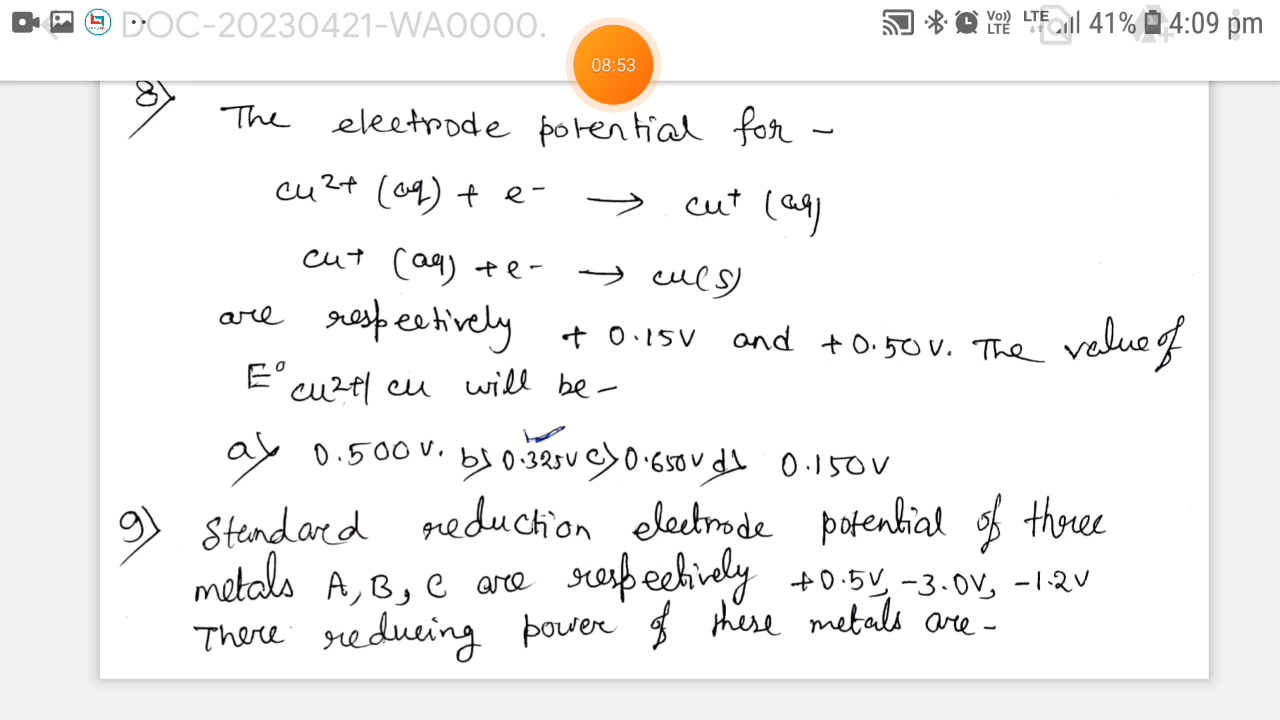 DOC-20230421-WA0000.
Vo)) LTE LTE 41% 4:09 pm
08:53
8) The electrode potential for -
cu²⁺ (aq) + e⁻ → cu⁺ (aq)
cu⁺ (aq) + e⁻ → cu(s)
are respectively + 0.15V and +0.50V. The value of
E° cu²⁺/ cu will be -
a) 0.500 V. b) 0.325V c) 0.650V d) 0.150V
9) Standard reduction electrode potential of three
metals A, B, C are respectively +0.5V, -3.0V, -1.2V
There reducing power of these metals are -